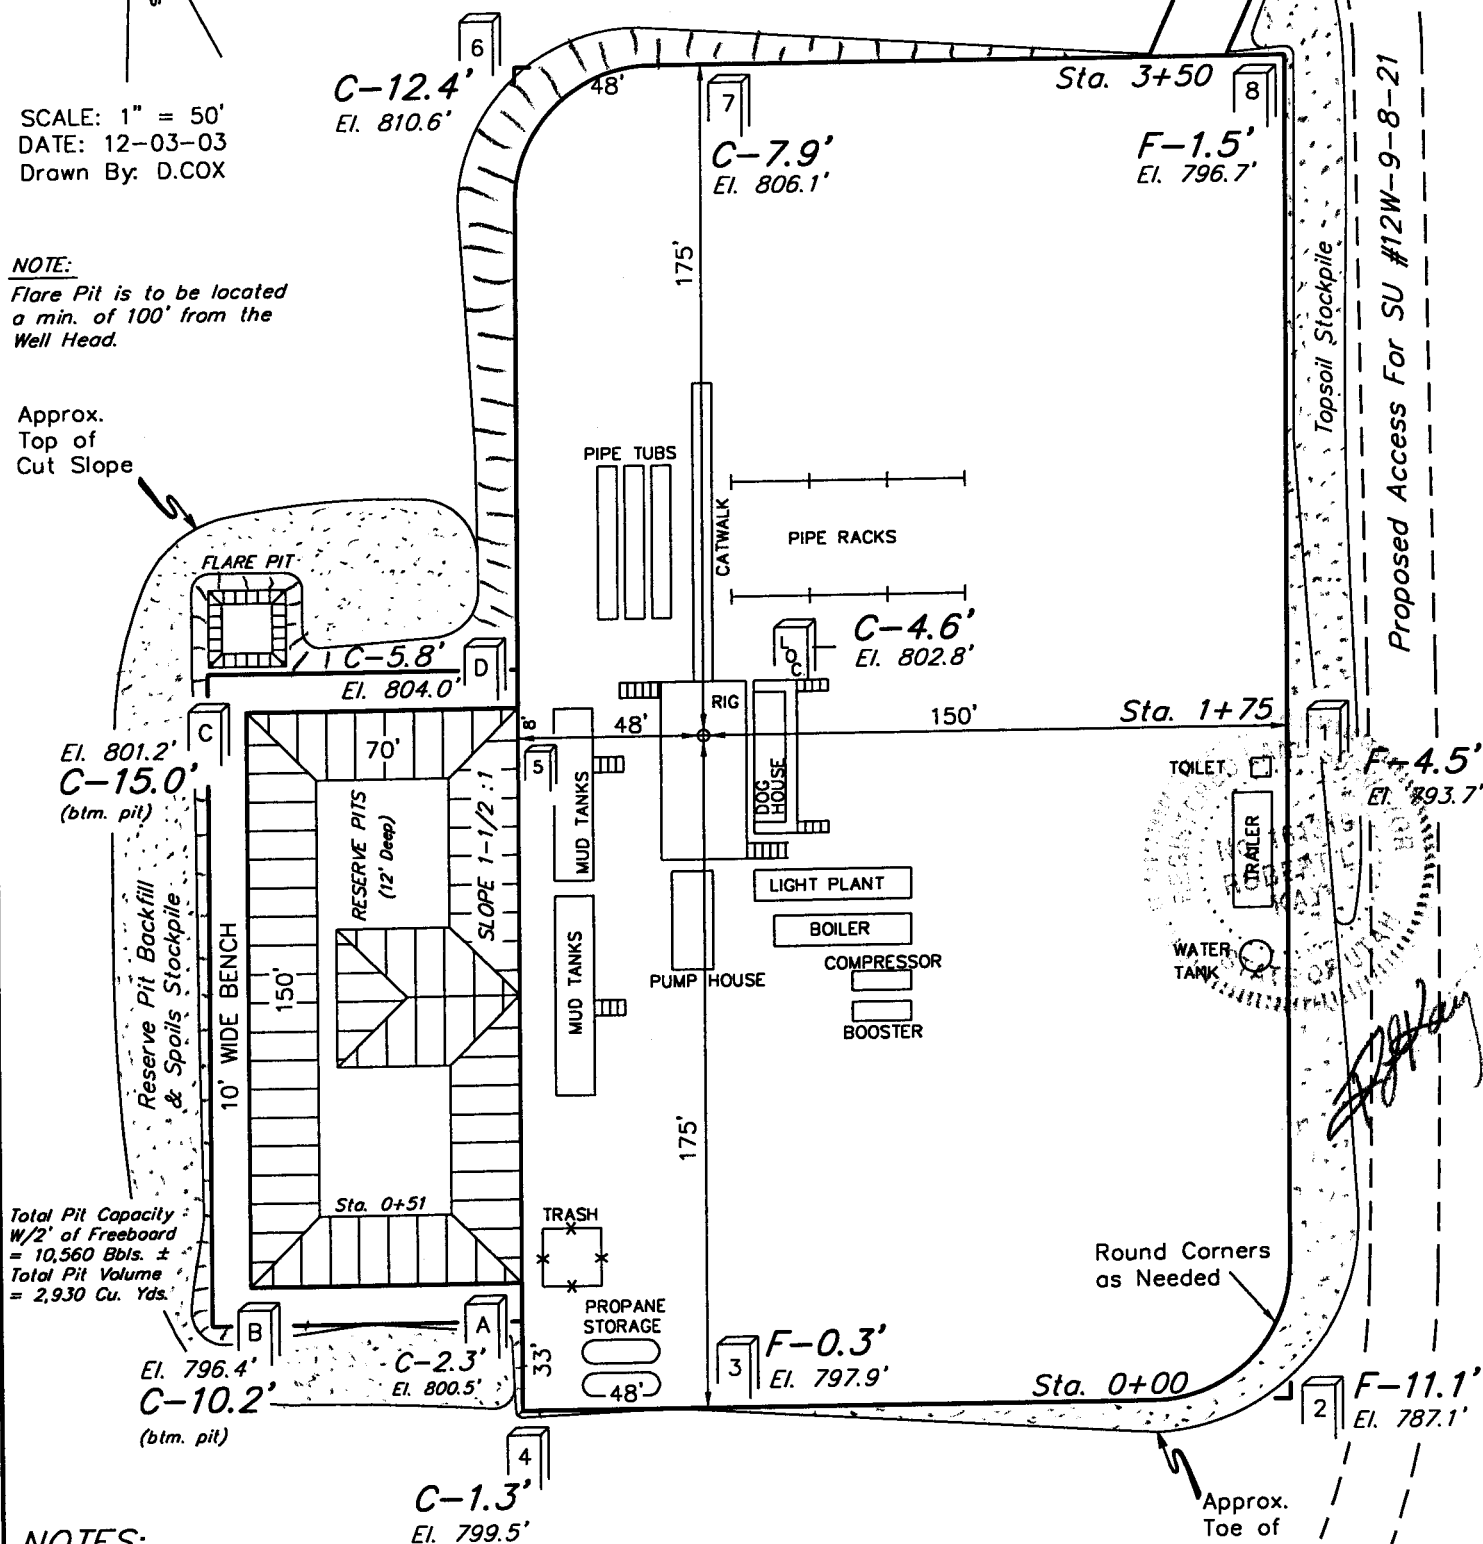 6
C-12.4'
El. 810.6'
48'
7
C-7.9'
El. 806.1'
Sta. 3+50
8
F-1.5'
El. 796.7'
SCALE: 1" = 50'
DATE: 12-03-03
Drawn By: D.COX
NOTE:
Flare Pit is to be located
a min. of 100' from the
Well Head.
175'
Topsoil Stockpile
Proposed Access For SU #12W-9-8-21
Approx.
Top of
Cut Slope
PIPE TUBS
CATWALK
PIPE RACKS
FLARE PIT
C-5.8'
El. 804.0'
D
LOC.
C-4.6'
El. 802.8'
RIG
C
El. 801.2'
C-15.0'
(btm. pit)
70'
8'
48'
150'
Sta. 1+75
1
F-4.5'
El. 793.7'
5
MUD TANKS
DOG
HOUSE
TOILET
TRAILER
RESERVE PITS
(12' Deep)
SLOPE 1-1/2 :1
LIGHT PLANT
BOILER
COMPRESSOR
PUMP HOUSE
BOOSTER
WATER
TANK
Reserve Pit Backfill
& Spoils Stockpile
10' WIDE BENCH
150'
MUD TANKS
175'
Total Pit Capacity
W/2' of Freeboard
= 10,560 Bbls. ±
Total Pit Volume
= 2,930 Cu. Yds.
Sta. 0+51
TRASH
Round Corners
as Needed
PROPANE
STORAGE
B
El. 796.4'
C-10.2'
(btm. pit)
A
C-2.3'
El. 800.5'
33'
48'
3
F-0.3'
El. 797.9'
Sta. 0+00
2
F-11.1'
El. 787.1'
4
C-1.3'
El. 799.5'
Approx.
Toe of
NOTES: